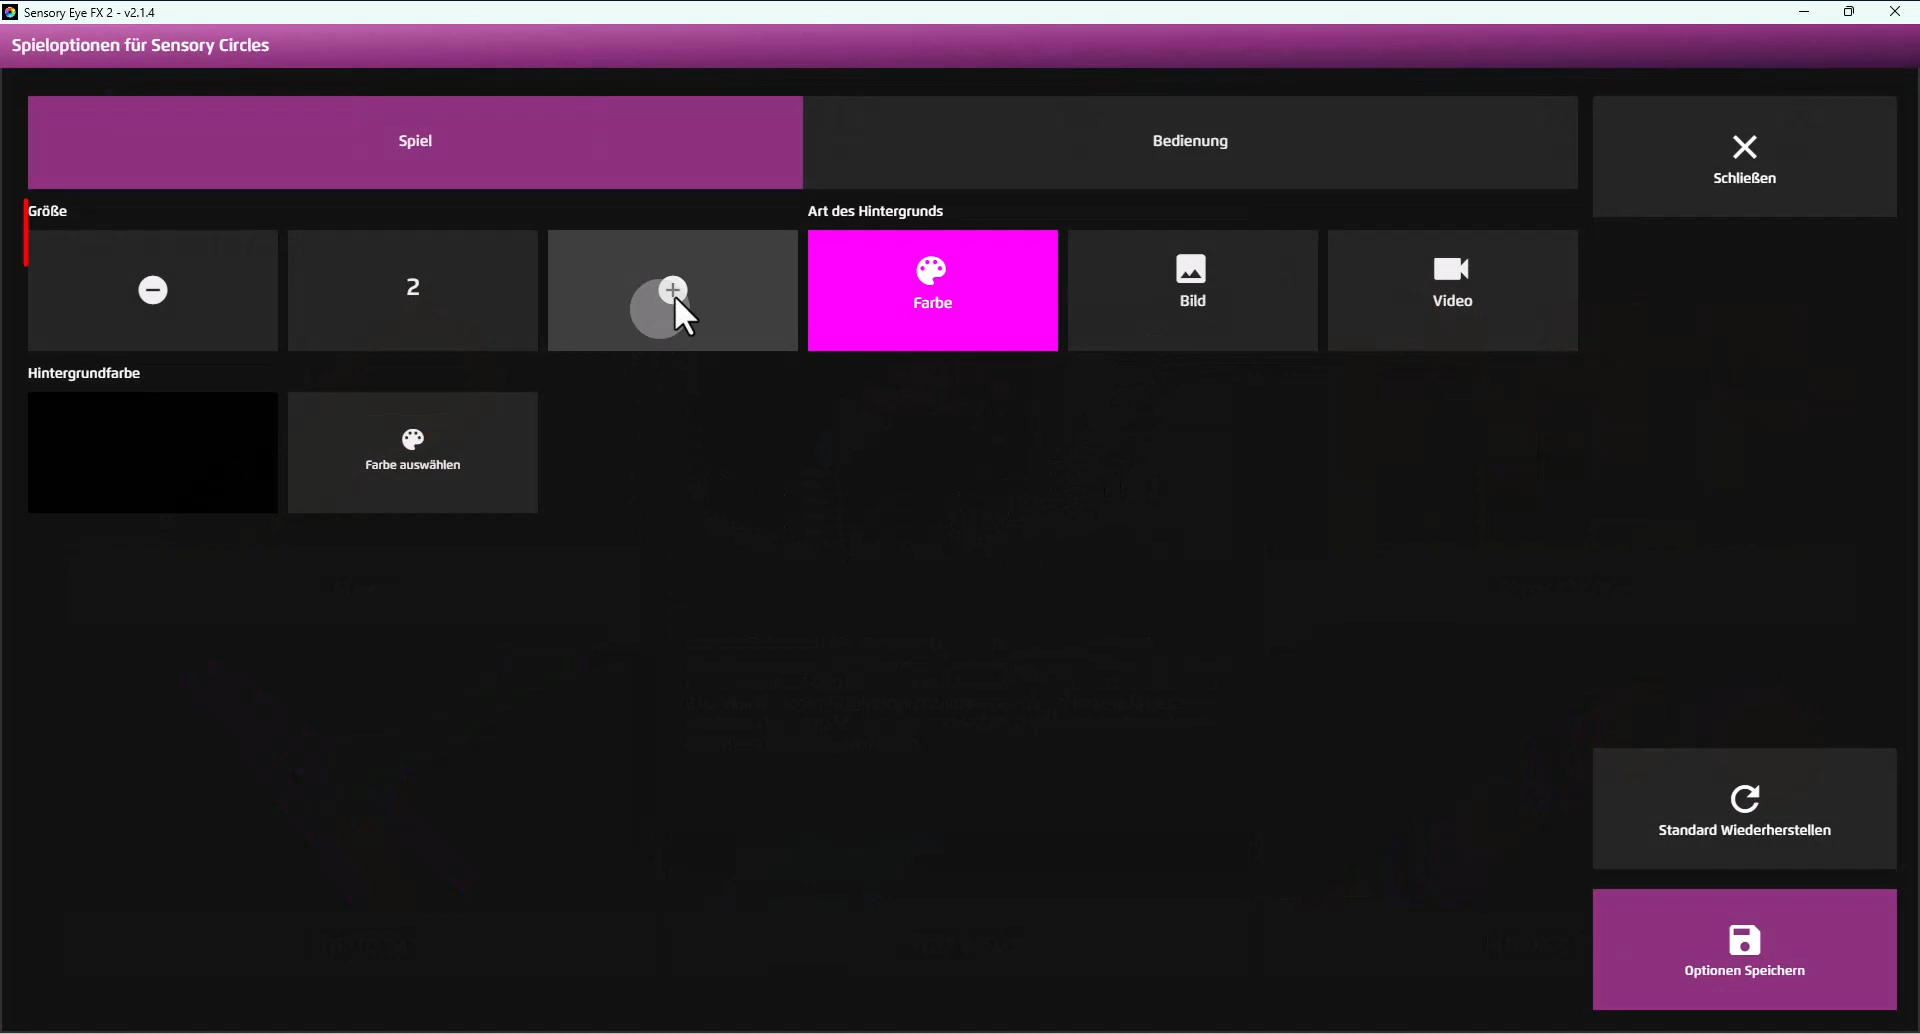 Sensory Eye FX 2 - v2.1.4
Spieloptionen für Sensory Circles
Spiel
Bedienung
Schließen
Größe
Art des Hintergrunds
2
Farbe
Bild
Video
Hintergrundfarbe
Farbe auswählen
Standard Wiederherstellen
Optionen Speichern